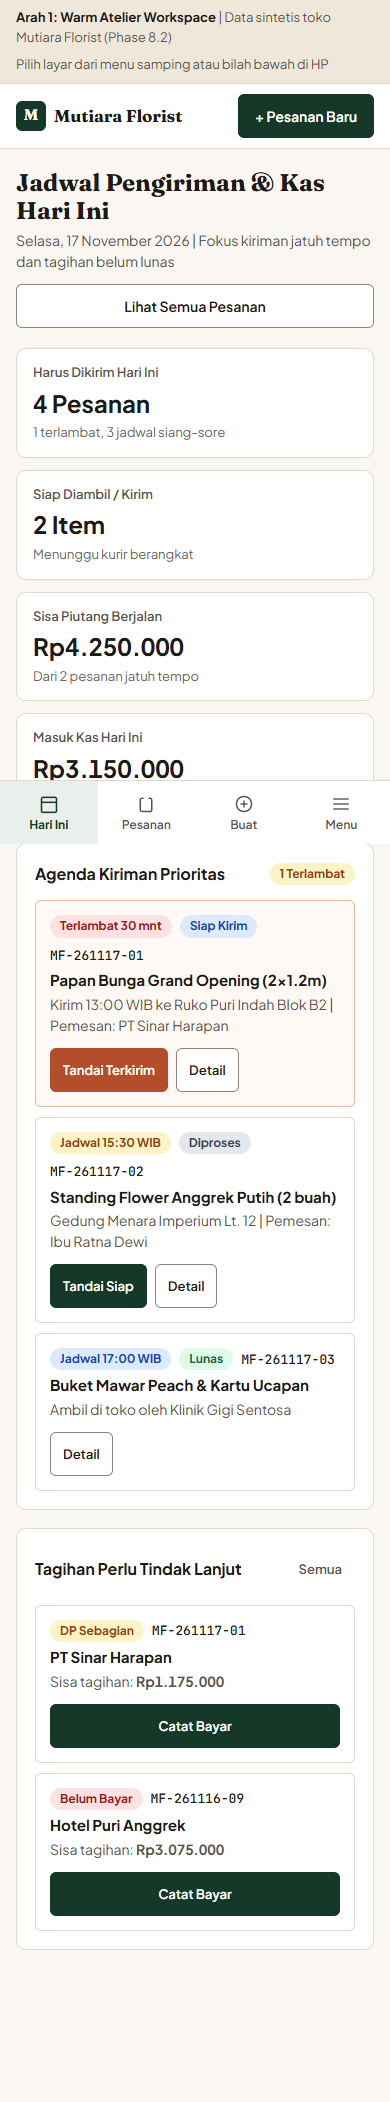 Arah 1: Warm Atelier Workspace | Data sintetis toko
Mutiara Florist (Phase 8.2)
Pilih layar dari menu samping atau bilah bawah di HP
M Mutiara Florist
+ Pesanan Baru
Jadwal Pengiriman & Kas
Hari Ini
Selasa, 17 November 2026 | Fokus kiriman jatuh tempo
dan tagihan belum lunas
Lihat Semua Pesanan
Harus Dikirim Hari Ini
4 Pesanan
1 terlambat, 3 jadwal siang-sore
Siap Diambil / Kirim
2 Item
Menunggu kurir berangkat
Sisa Piutang Berjalan
Rp4.250.000
Dari 2 pesanan jatuh tempo
Masuk Kas Hari Ini
Rp3.150.000
Hari Ini
Pesanan
Buat
Menu
Agenda Kiriman Prioritas
1 Terlambat
Terlambat 30 mnt
Siap Kirim
MF-261117-01
Papan Bunga Grand Opening (2×1.2m)
Kirim 13:00 WIB ke Ruko Puri Indah Blok B2 |
Pemesan: PT Sinar Harapan
Tandai Terkirim
Detail
Jadwal 15:30 WIB
Diproses
MF-261117-02
Standing Flower Anggrek Putih (2 buah)
Gedung Menara Imperium Lt. 12 | Pemesan:
Ibu Ratna Dewi
Tandai Siap
Detail
Jadwal 17:00 WIB
Lunas
MF-261117-03
Buket Mawar Peach & Kartu Ucapan
Ambil di toko oleh Klinik Gigi Sentosa
Detail
Tagihan Perlu Tindak Lanjut
Semua
DP Sebagian
MF-261117-01
PT Sinar Harapan
Sisa tagihan: Rp1.175.000
Catat Bayar
Belum Bayar
MF-261116-09
Hotel Puri Anggrek
Sisa tagihan: Rp3.075.000
Catat Bayar